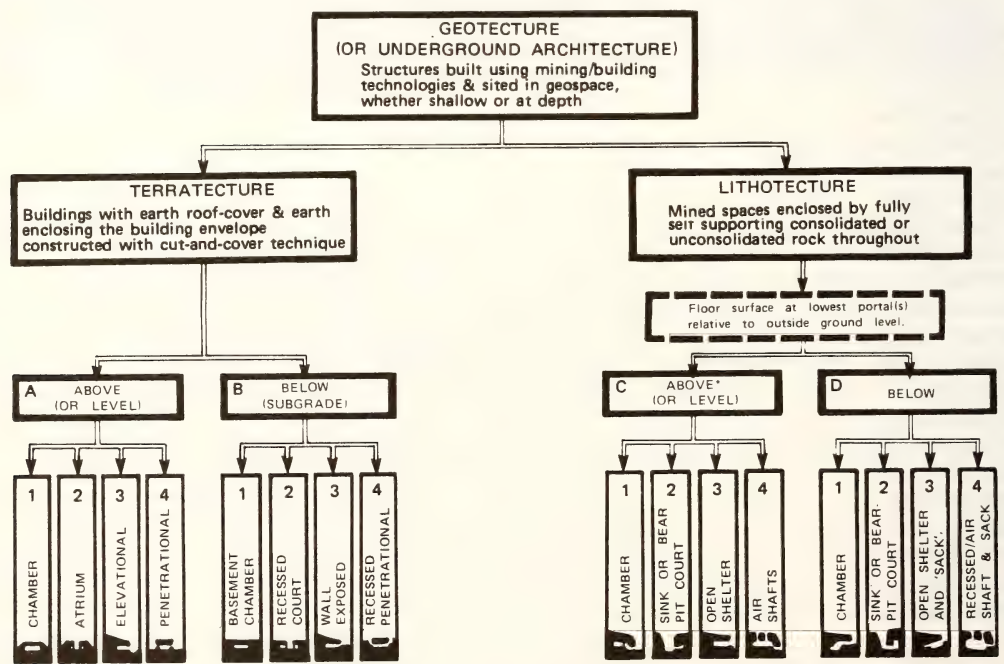 GEOTECTURE
(OR UNDERGROUND ARCHITECTURE)
Structures built using mining/building
technologies & sited in geospace,
whether shallow or at depth
TERRATECTURE
Buildings with earth roof-cover & earth
enclosing the building envelope
constructed with cut-and-cover technique
LITHOTECTURE
Mined spaces enclosed by fully
self supporting consolidated or
unconsolidated rock throughout
Floor surface at lowest portal(s)
relative to outside ground level.
A
ABOVE
(OR LEVEL)
B
BELOW
(SUBGRADE)
C
ABOVE*
(OR LEVEL)
D
BELOW
1
CHAMBER
2
ATRIUM
3
ELEVATIONAL
4
PENETRATIONAL
1
BASEMENT
CHAMBER
2
RECESSED
COURT
3
WALL
EXPOSED
4
RECESSED
PENETRATIONAL
1
CHAMBER
2
SINK OR BEAR
PIT COURT
3
OPEN
SHELTER
4
AIR
SHAFTS
1
CHAMBER
2
SINK OR BEAR-
PIT COURT
3
OPEN SHELTER
AND 'SACK'.
4
RECESSED/AIR
SHAFT & SACK